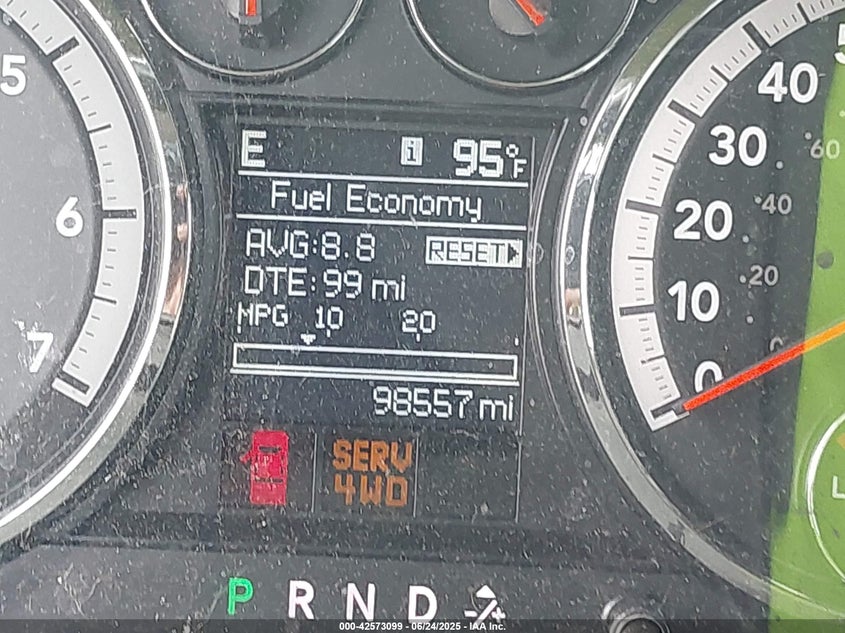 5
6
7
E i 95°F
Fuel Economy
AVG:8.8 RESET
DTE:99 mi
MPG 10 20
98557 mi
SERV
4WD
P R N D
40
30
60
20
40
10
20
0
0
000-42573099 - 06/24/2025 - IAA Inc.